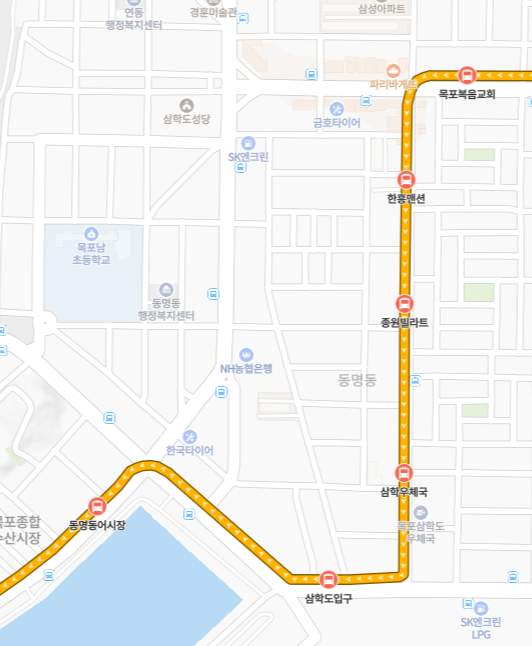 연동
행정복지센터
경훈미술관
삼성아파트
파리바게뜨
목포복음교회
삼학도성당
금호타이어
SK엔크린
한흥맨션
목포남
초등학교
동명동
행정복지센터
종원빌라트
NH농협은행
동명동
한국타이어
삼학우체국
동명동어시장
목포종합
수산시장
목포삼학도
우체국
삼학도입구
SK엔크린
LPG